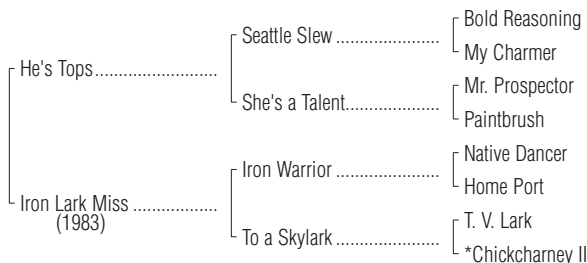 Bold Reasoning
Seattle Slew
My Charmer
He's Tops
Mr. Prospector
She's a Talent
Paintbrush
Native Dancer
Iron Warrior
Home Port
Iron Lark Miss
(1983)
T. V. Lark
To a Skylark
*Chickcharney II